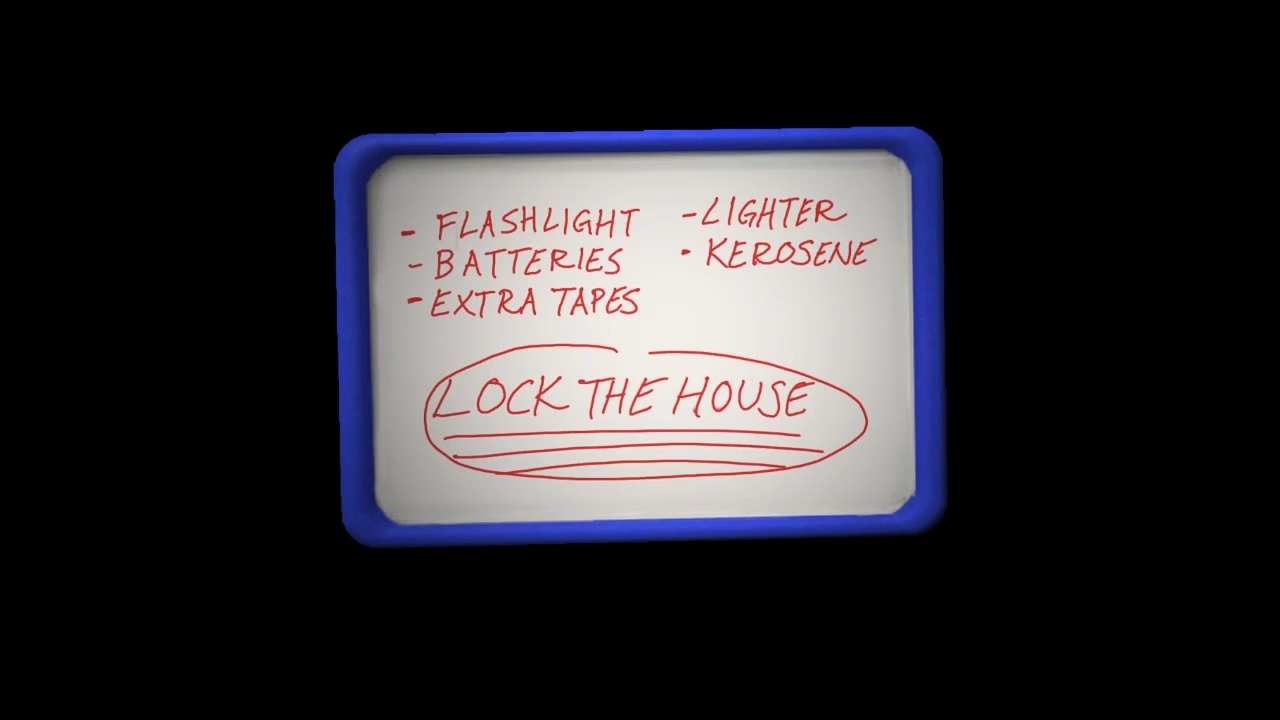 - FLASHLIGHT
- BATTERIES
- EXTRA TAPES
- LIGHTER
- KEROSENE
LOCK THE HOUSE